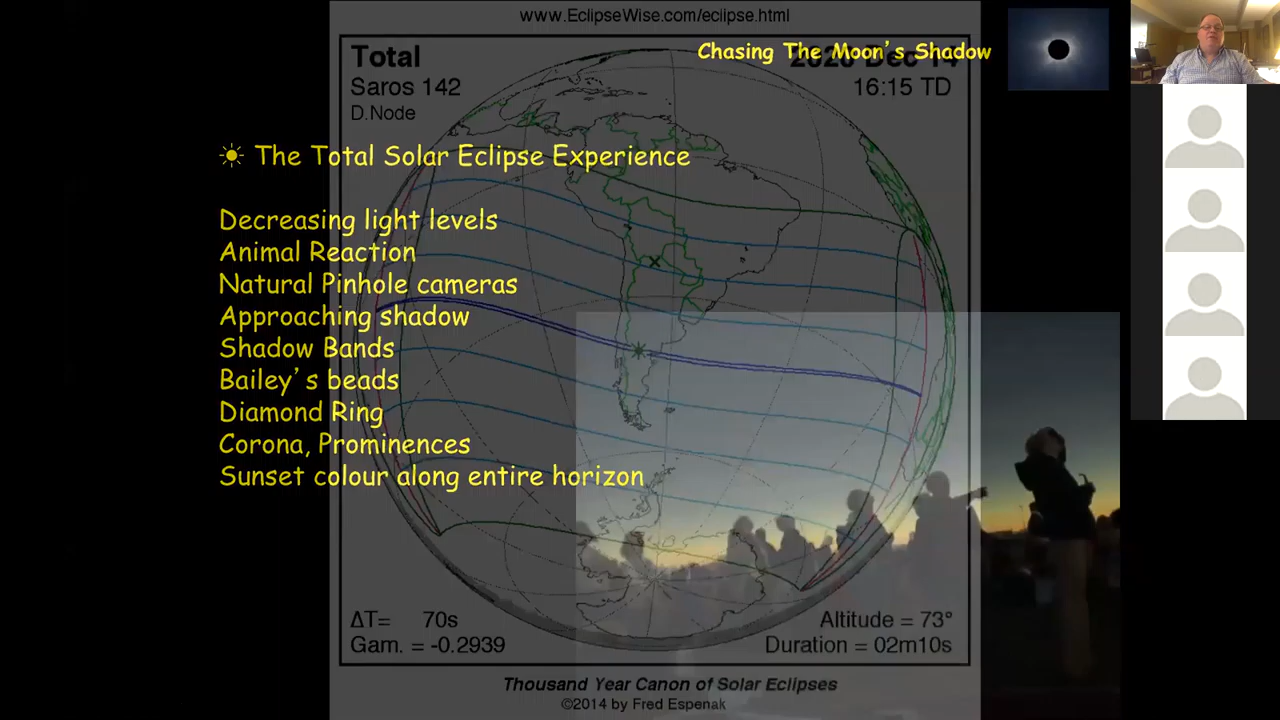 www.EclipseWise.com/eclipse.html
Total
Chasing The Moon's Shadow
2020 Dec 14
Saros 142
16:15 TD
D.Node
☀ The Total Solar Eclipse Experience
Decreasing light levels
Animal Reaction
Natural Pinhole cameras
Approaching shadow
Shadow Bands
Bailey's beads
Diamond Ring
Corona, Prominences
Sunset colour along entire horizon
ΔT= 70s
Altitude = 73°
Gam. = -0.2939
Duration = 02m10s
Thousand Year Canon of Solar Eclipses
©2014 by Fred Espenak